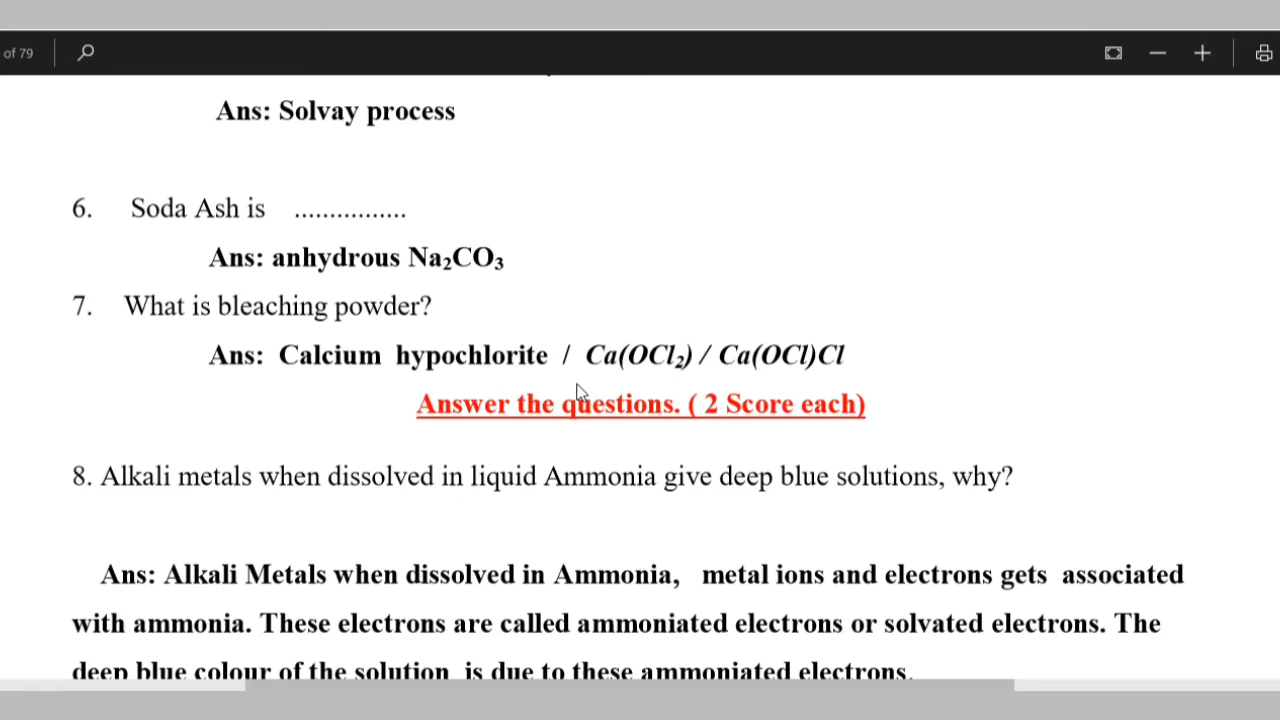 of 79
Ans: Solvay process
6. Soda Ash is ................
Ans: anhydrous Na₂CO₃
7. What is bleaching powder?
Ans: Calcium hypochlorite / Ca(OCl₂) / Ca(OCl)Cl
Answer the questions. ( 2 Score each)
8. Alkali metals when dissolved in liquid Ammonia give deep blue solutions, why?
Ans: Alkali Metals when dissolved in Ammonia, metal ions and electrons gets associated
with ammonia. These electrons are called ammoniated electrons or solvated electrons. The
deep blue colour of the solution is due to these ammoniated electrons.